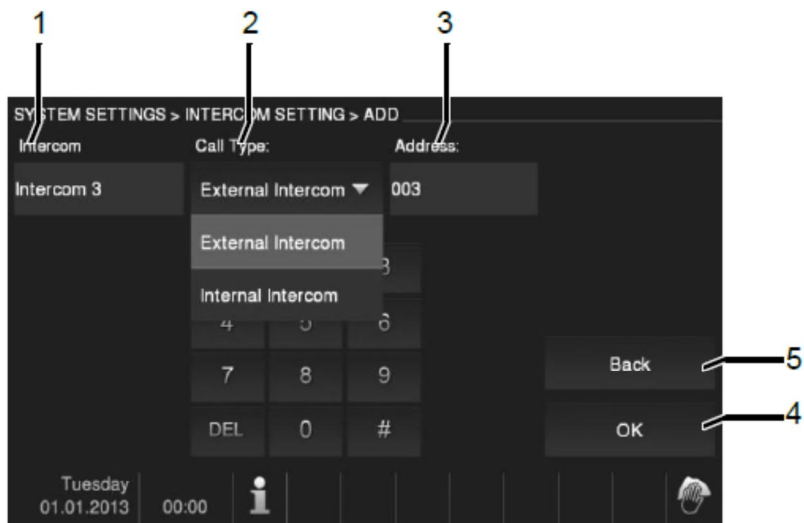 1 2 3
SYSTEM SETTINGS > INTERCOM SETTING > ADD
Intercom Call Type: Address:
Intercom 3 External Intercom 003
External Intercom
Internal Intercom
4 5 6
Back 5
7 8 9
DEL 0 #
OK 4
Tuesday
01.01.2013 00:00